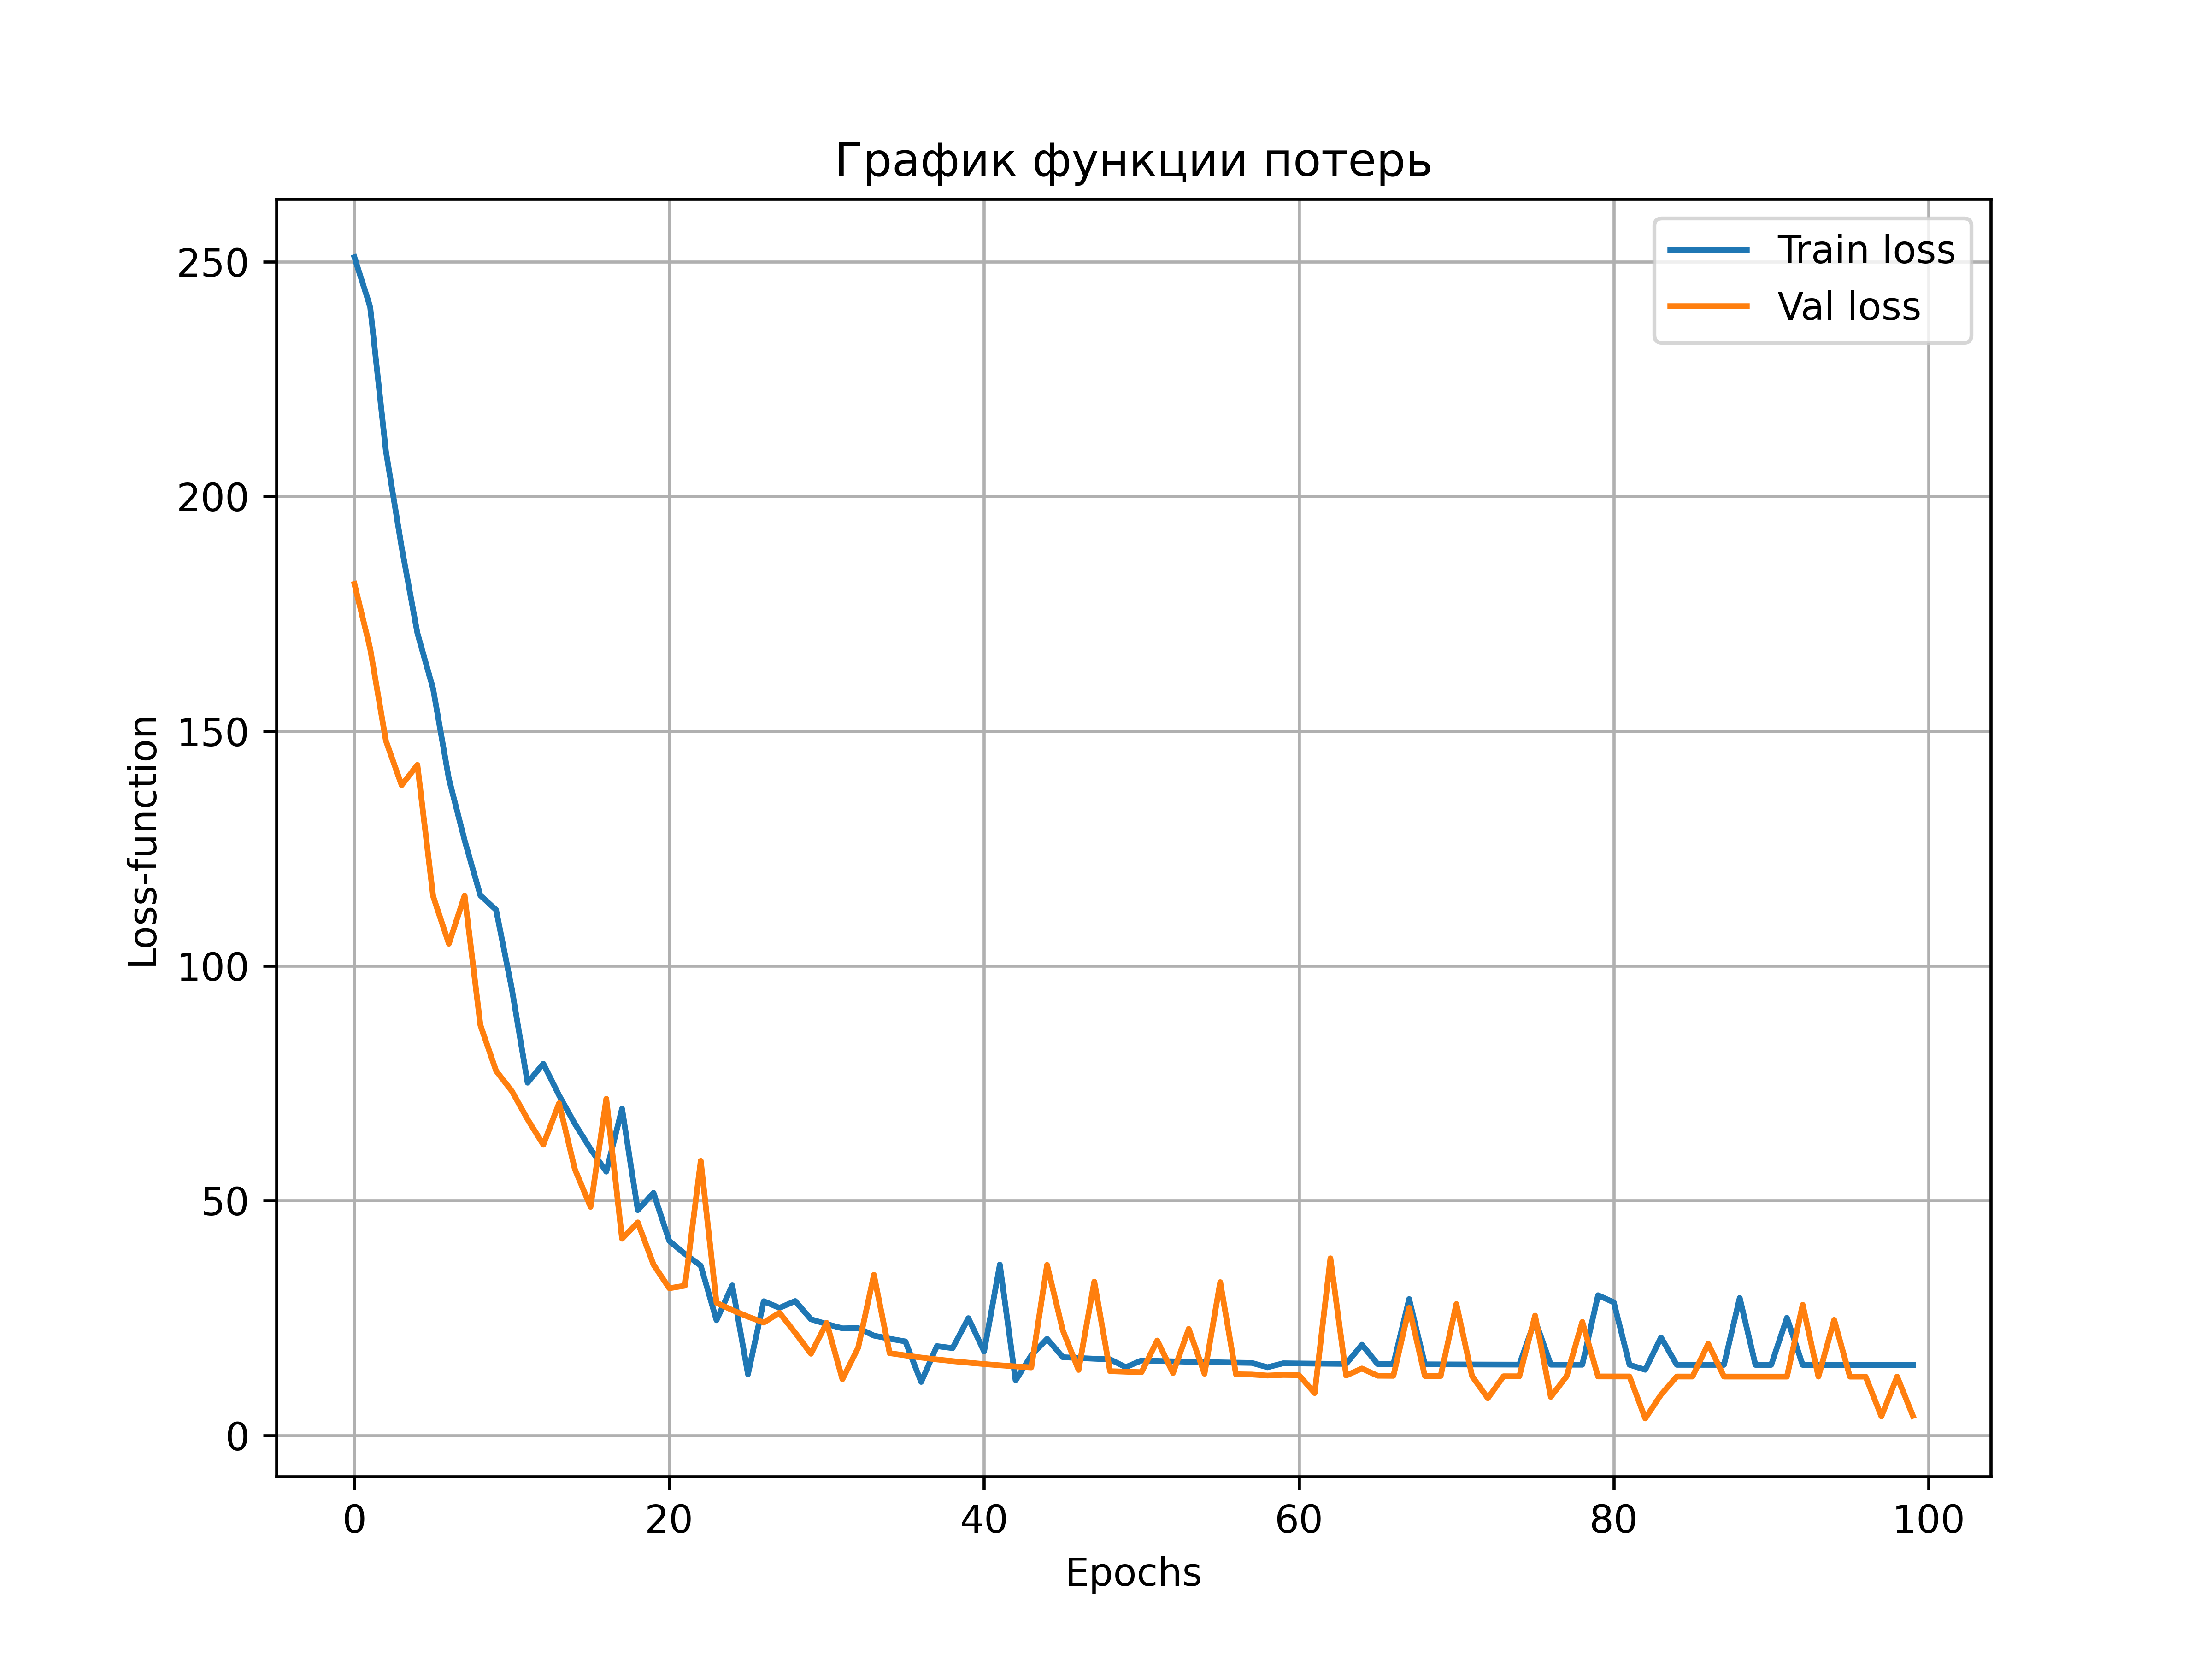 График функции потерь
Train loss
Val loss
250
200
150
100
50
0
Loss-function
0 20 40 60 80 100
Epochs